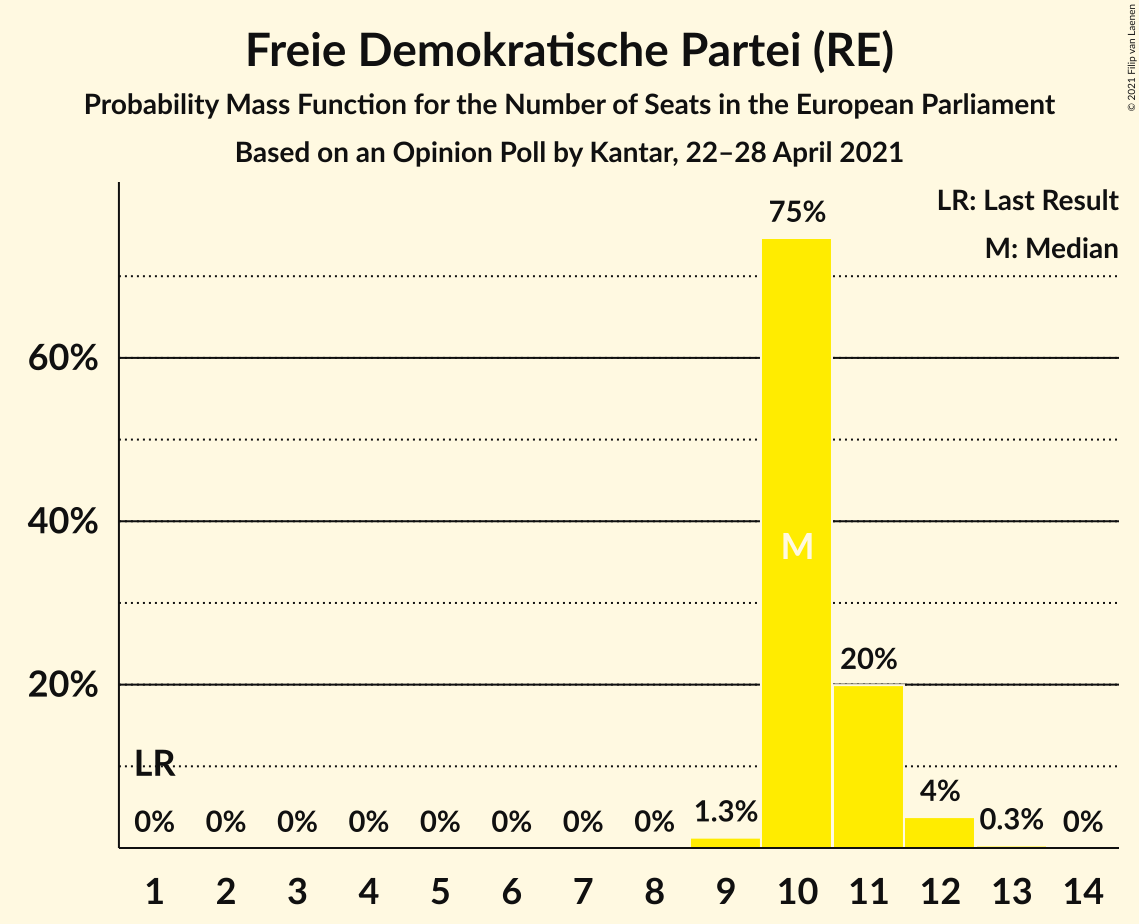 Freie Demokratische Partei (RE)
Probability Mass Function for the Number of Seats in the European Parliament
Based on an Opinion Poll by Kantar, 22–28 April 2021
© 2021 Filip van Laenen
LR: Last Result
M: Median
75%
60%
40%
M
20%
20%
LR
0% 0% 0% 0% 0% 0% 0% 0% 1.3% 4% 0.3% 0%
1 2 3 4 5 6 7 8 9 10 11 12 13 14